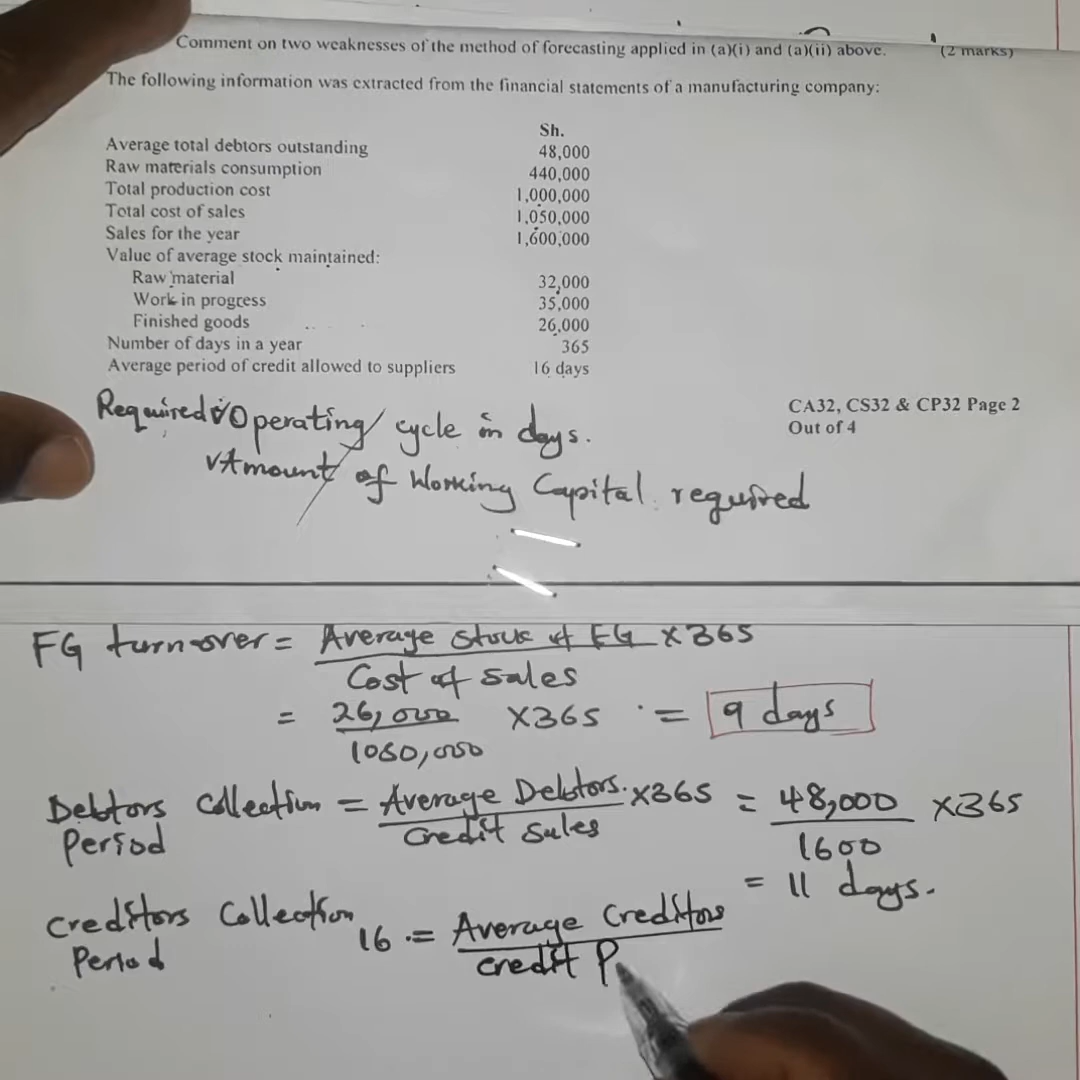 Comment on two weaknesses of the method of forecasting applied in (a)(i) and (a)(ii) above. (2 marks)
The following information was extracted from the financial statements of a manufacturing company:
Sh.
Average total debtors outstanding 48,000
Raw materials consumption 440,000
Total production cost 1,000,000
Total cost of sales 1,050,000
Sales for the year 1,600,000
Value of average stock maintained:
Raw material 32,000
Work in progress 35,000
Finished goods 26,000
Number of days in a year 365
Average period of credit allowed to suppliers 16 days
CA32, CS32 & CP32 Page 2
Out of 4
Required Operating cycle in days.
Amount of Working Capital required
FG turnover = Average stock of FG X365
Cost of sales
= 26,000 X365 = 9 days
1050,000
Debtors Collection Period = Average Debtors X365 = 48,000 X365
Credit Sales 1600
= 11 days.
Creditors Collection Period 16 = Average Creditors
credit P